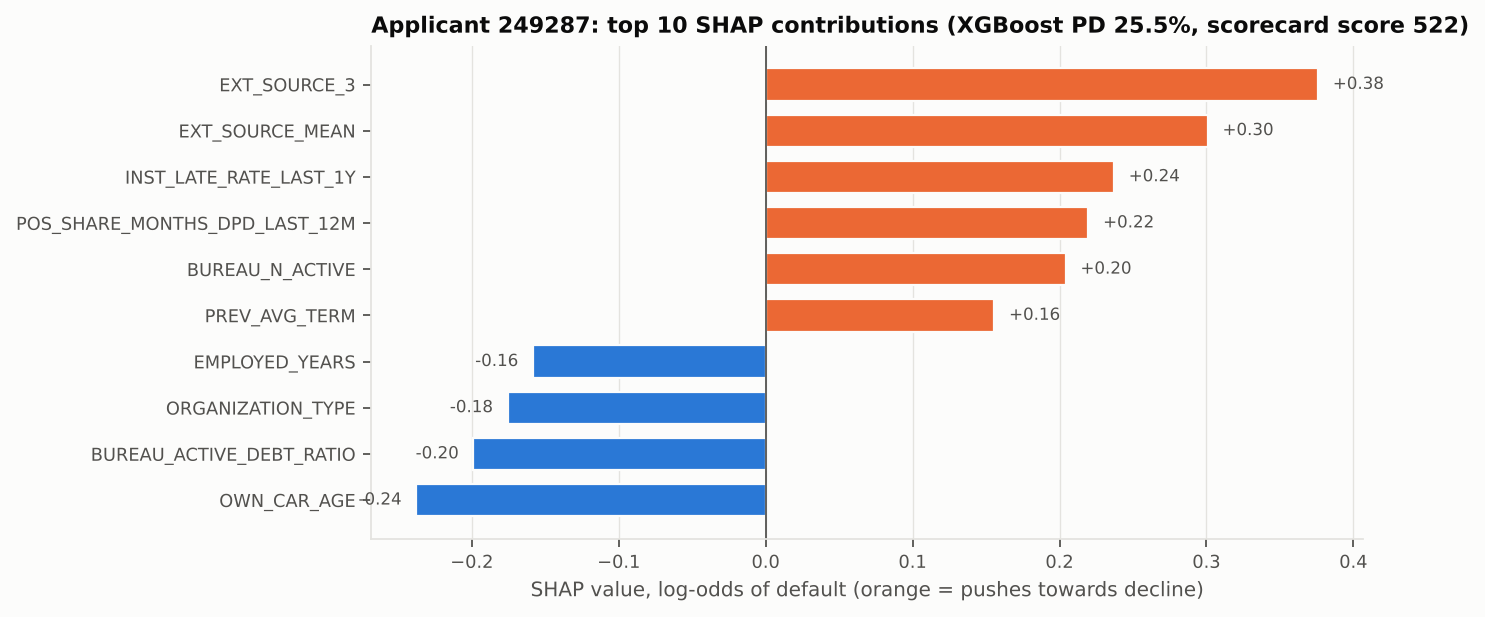 Applicant 249287: top 10 SHAP contributions (XGBoost PD 25.5%, scorecard score 522)
EXT_SOURCE_3 +0.38
EXT_SOURCE_MEAN +0.30
INST_LATE_RATE_LAST_1Y +0.24
POS_SHARE_MONTHS_DPD_LAST_12M +0.22
BUREAU_N_ACTIVE +0.20
PREV_AVG_TERM +0.16
EMPLOYED_YEARS -0.16
ORGANIZATION_TYPE -0.18
BUREAU_ACTIVE_DEBT_RATIO -0.20
OWN_CAR_AGE -0.24
−0.2 −0.1 0.0 0.1 0.2 0.3 0.4
SHAP value, log-odds of default (orange = pushes towards decline)